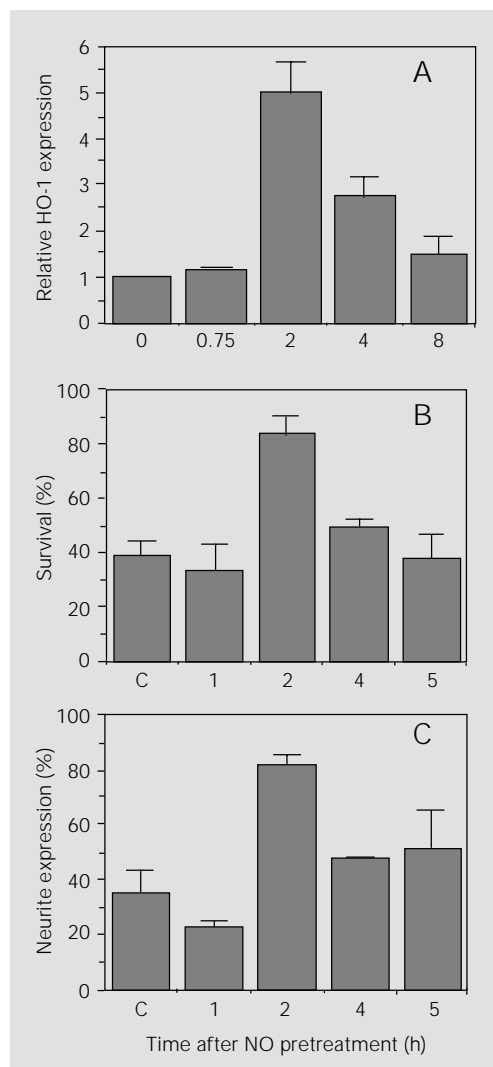 A
Relative HO-1 expression
6
5
4
3
2
1
0
0 0.75 2 4 8
B
Survival (%)
100
80
60
40
20
0
C 1 2 4 5
C
Neurite expression (%)
100
80
60
40
20
0
C 1 2 4 5
Time after NO pretreatment (h)